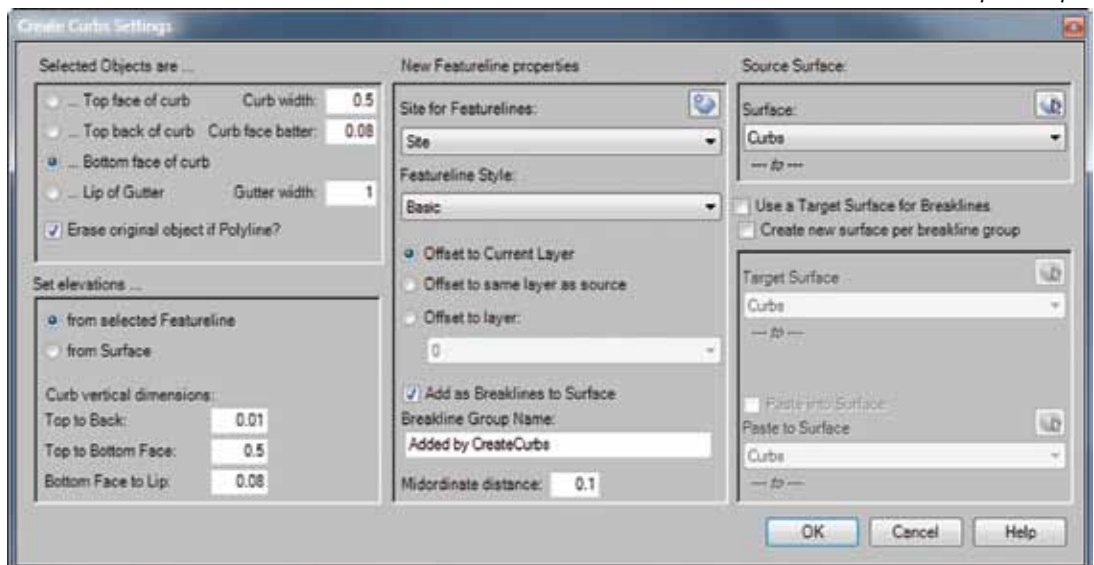 Create Curbs Settings
Selected Objects are ...
... Top face of curb Curb width: 0.5
... Top back of curb Curb face batter: 0.08
... Bottom face of curb
... Lip of Gutter Gutter width: 1
Erase original object if Polyline?
Set elevations ...
from selected Featureline
from Surface
Curb vertical dimensions:
Top to Back: 0.01
Top to Bottom Face: 0.5
Bottom Face to Lip: 0.08
New Featureline properties
Site for Featurelines:
Site
Featureline Style:
Basic
Offset to Current Layer
Offset to same layer as source
Offset to layer:
0
Add as Breaklines to Surface
Breakline Group Name:
Added by CreateCurbs
Midordinate distance: 0.1
Source Surface:
Surface:
Curbs
--- to ---
Use a Target Surface for Breaklines
Create new surface per breakline group
Target Surface
Curbs
--- to ---
Paste into Surface
Paste to Surface
Curbs
--- to ---
OK Cancel Help